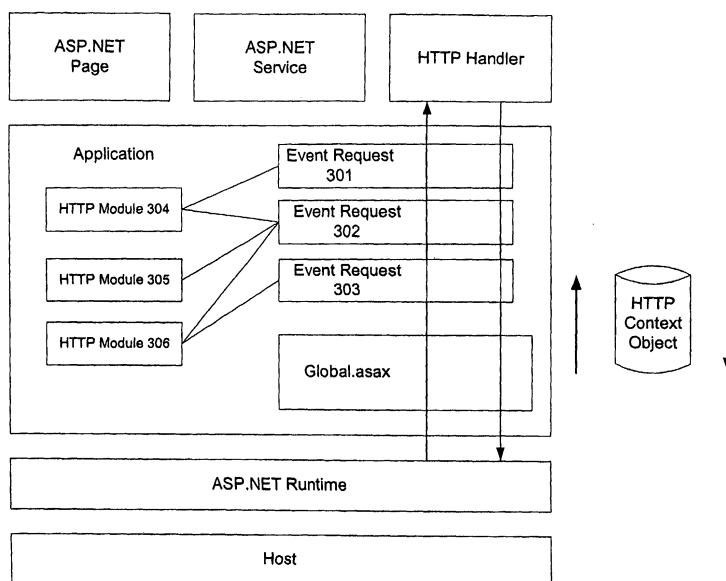 ASP.NET
Page
ASP.NET
Service
HTTP Handler
Application
Event Request
301
HTTP Module 304
Event Request
302
HTTP Module 305
Event Request
303
HTTP Module 306
Global.asax
HTTP
Context
Object
ASP.NET Runtime
Host